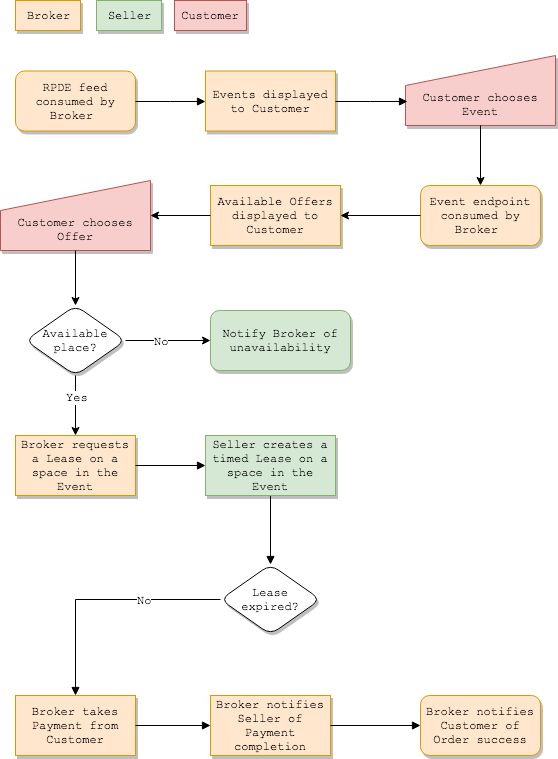 Broker
Seller
Customer
RPDE feed
consumed by
Broker
Events displayed
to Customer
Customer chooses
Event
Customer chooses
Offer
Available Offers
displayed to
Customer
Event endpoint
consumed by
Broker
Available
place?
No
Notify Broker of
unavailability
Yes
Broker requests
a Lease on a
space in the
Event
Seller creates a
timed Lease on a
space in the
Event
Lease
expired?
No
Broker takes
Payment from
Customer
Broker notifies
Seller of
Payment
completion
Broker notifies
Customer of
Order success